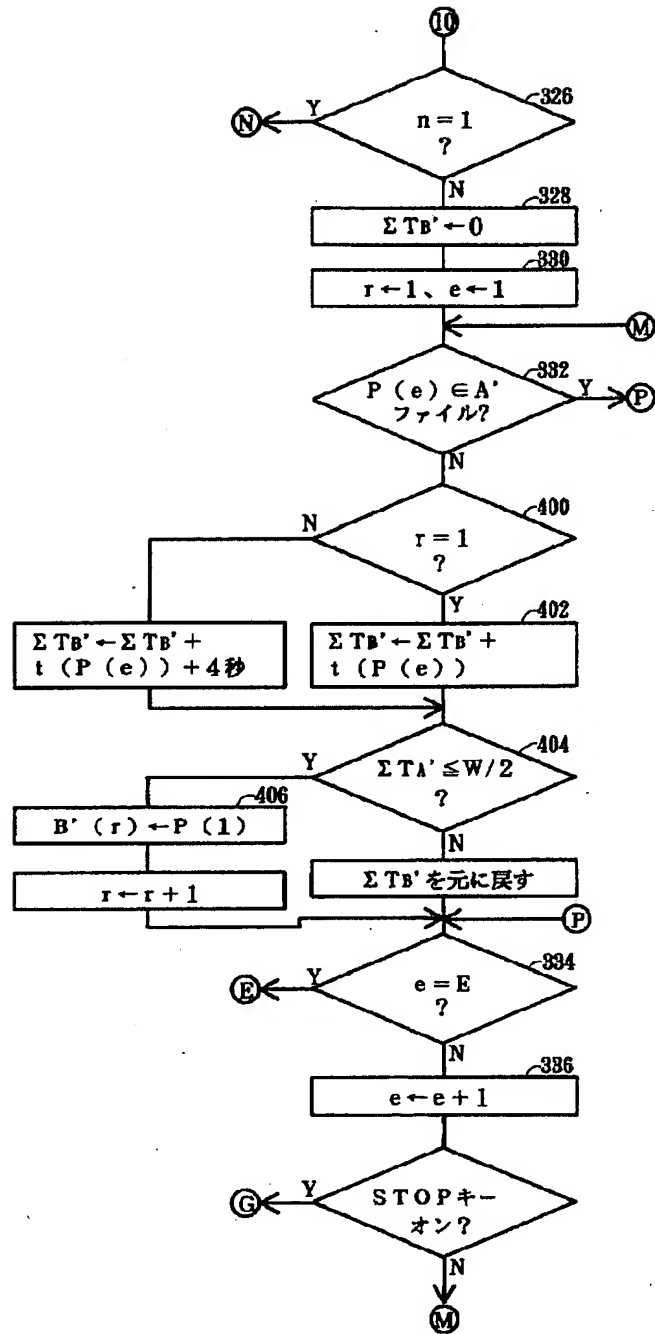 10
326
N
Y
n=1
?
N
328
ΣTB'←0
330
r←1、e←1
M
332
P(e)∈A'
ファイル?
Y
P
N
400
N
r=1
?
Y
402
ΣTB'←ΣTB'+
t(P(e))+4秒
ΣTB'←ΣTB'+
t(P(e))
404
Y
ΣTA'≦W/2
?
406
B'(r)←P(1)
N
r←r+1
ΣTB'を元に戻す
P
334
E
Y
e=E
?
N
336
e←e+1
G
Y
STOPキー
オン?
N
M